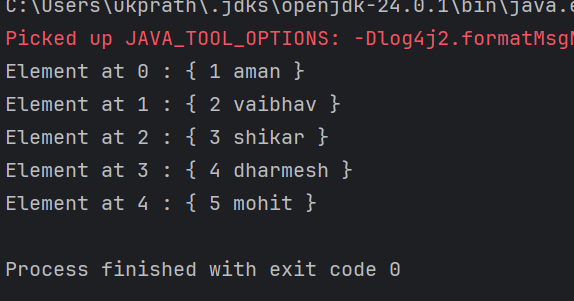 C:\Users\ukprath\.jdks\openjdk-24.0.1\bin\java.e
Picked up JAVA_TOOL_OPTIONS: -Dlog4j2.formatMsgN
Element at 0 : { 1 aman }
Element at 1 : { 2 vaibhav }
Element at 2 : { 3 shikar }
Element at 3 : { 4 dharmesh }
Element at 4 : { 5 mohit }
Process finished with exit code 0